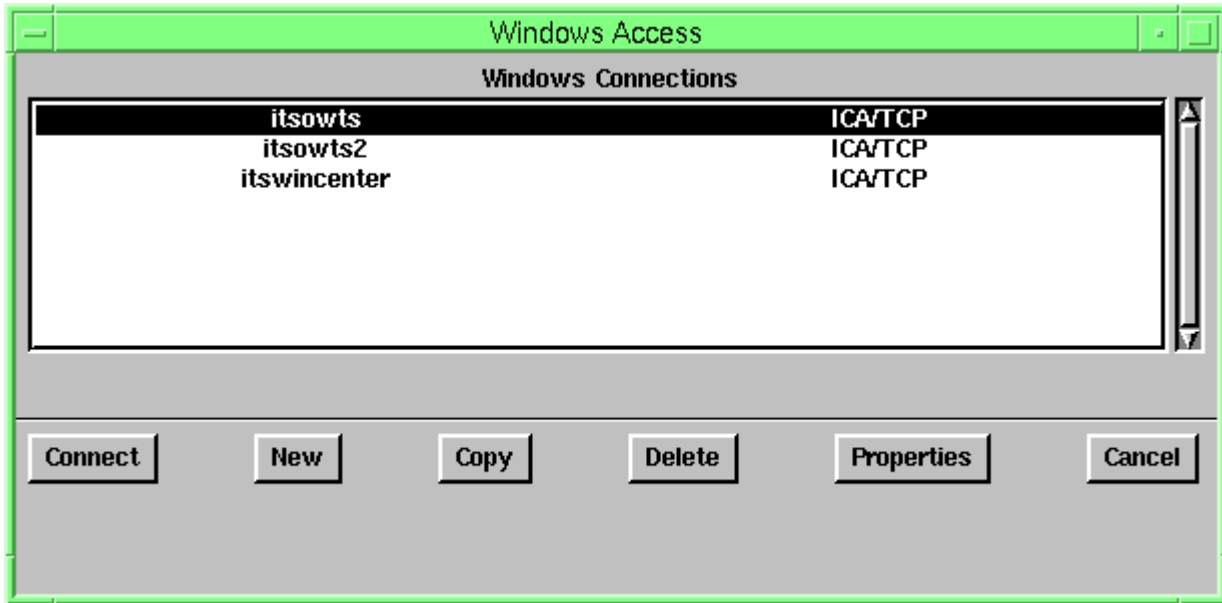 Windows Access
Windows Connections
itsowts ICA/TCP
itsowts2 ICA/TCP
itswincenter ICA/TCP
Connect New Copy Delete Properties Cancel